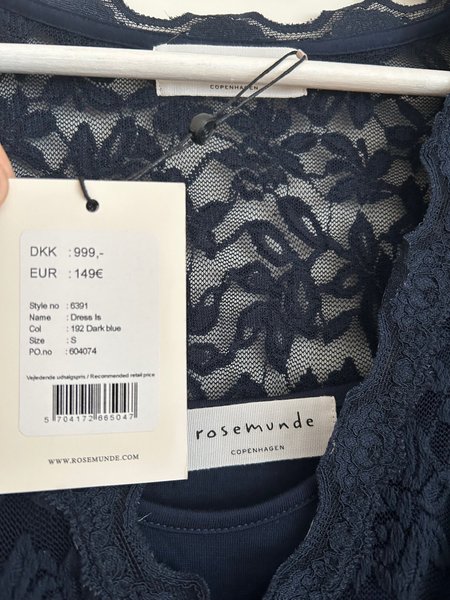 COPENHAGEN
DKK : 999,-
EUR : 149€
Style no : 6391
Name : Dress ls
Col : 192 Dark blue
Size : S
PO.no : 604074
Vejledende udsalgspris / Recommended retail price
5 704172 665047
WWW.ROSEMUNDE.COM
rosemunde
COPENHAGEN